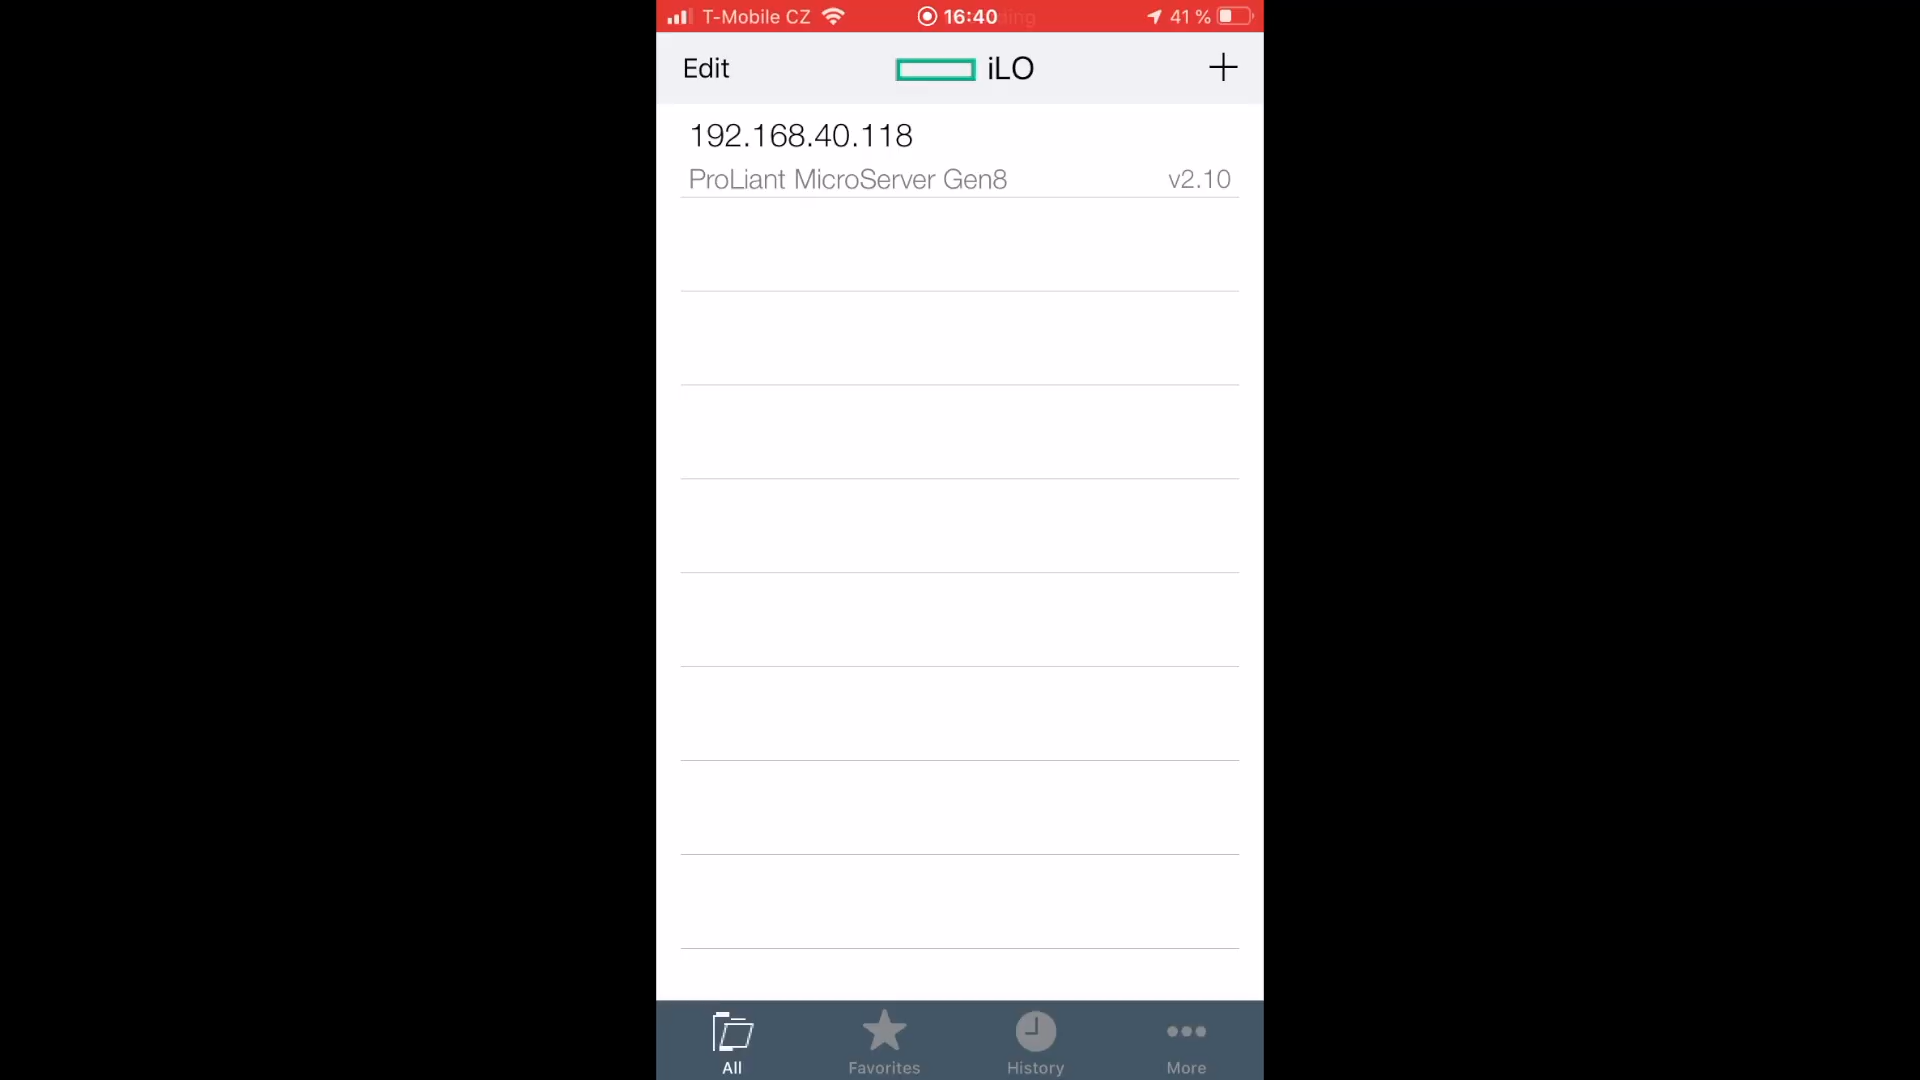 T-Mobile CZ 16:40 41 %
Edit iLO +
192.168.40.118
ProLiant MicroServer Gen8 v2.10
All Favorites History More